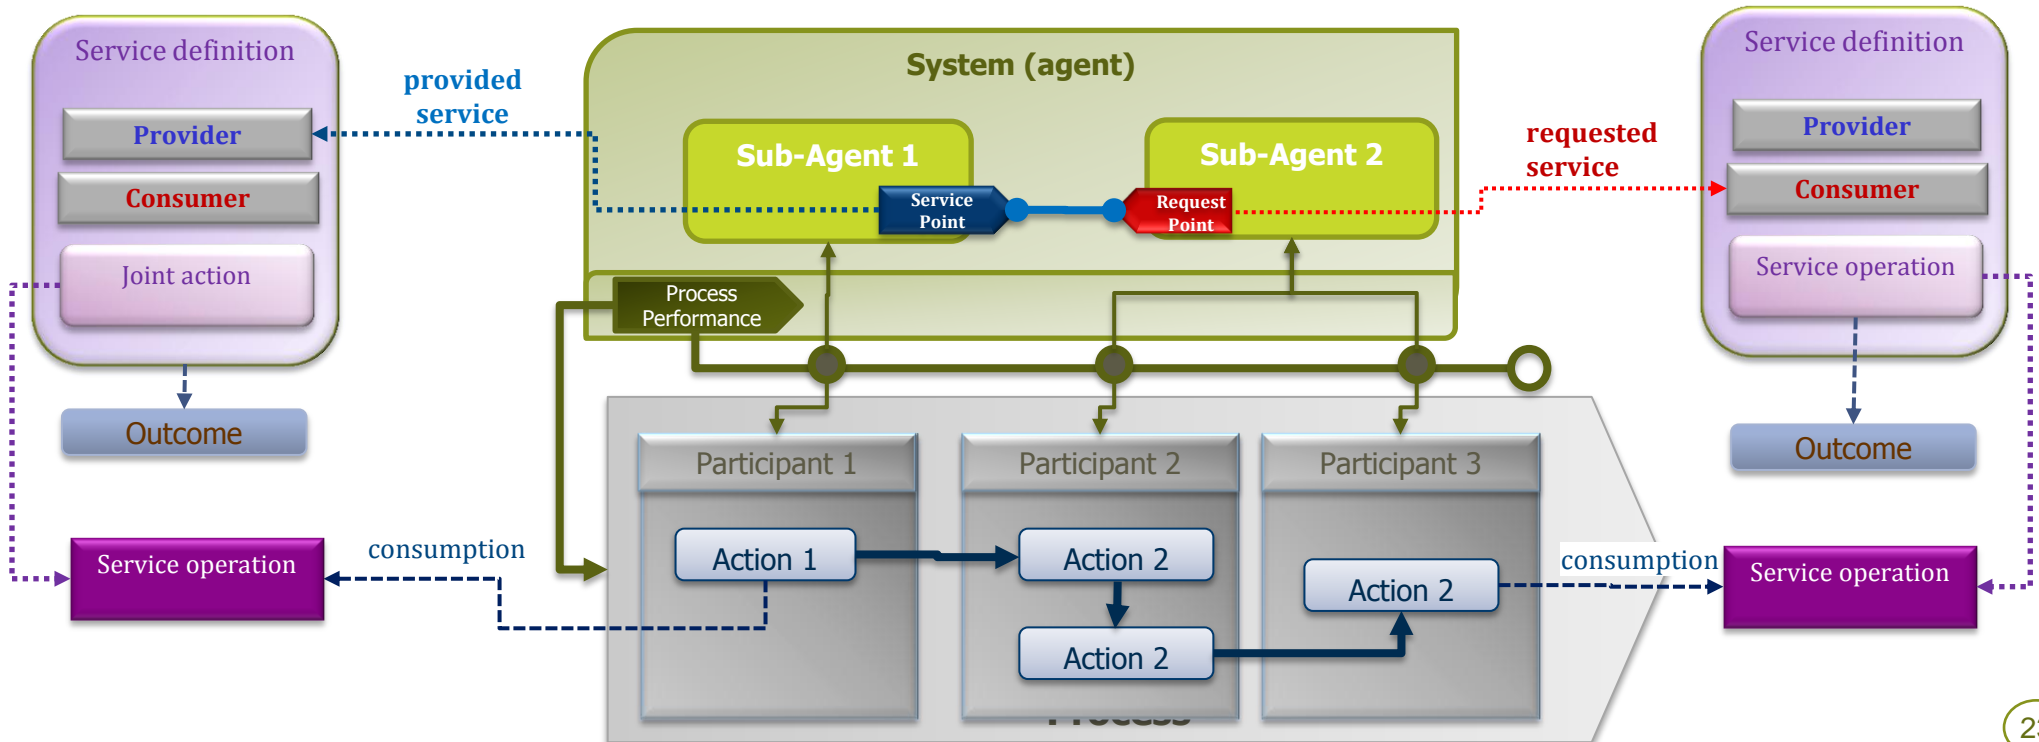 Service definition
Provider
Consumer
Joint action
Outcome
Service operation
provided
service
consumption
System (agent)
Sub-Agent 1
Sub-Agent 2
Service
Point
Request
Point
Process
Performance
Participant 1
Participant 2
Participant 3
Action 1
Action 2
Action 2
Action 2
Process
requested
service
consumption
Service definition
Provider
Consumer
Service operation
Outcome
Service operation